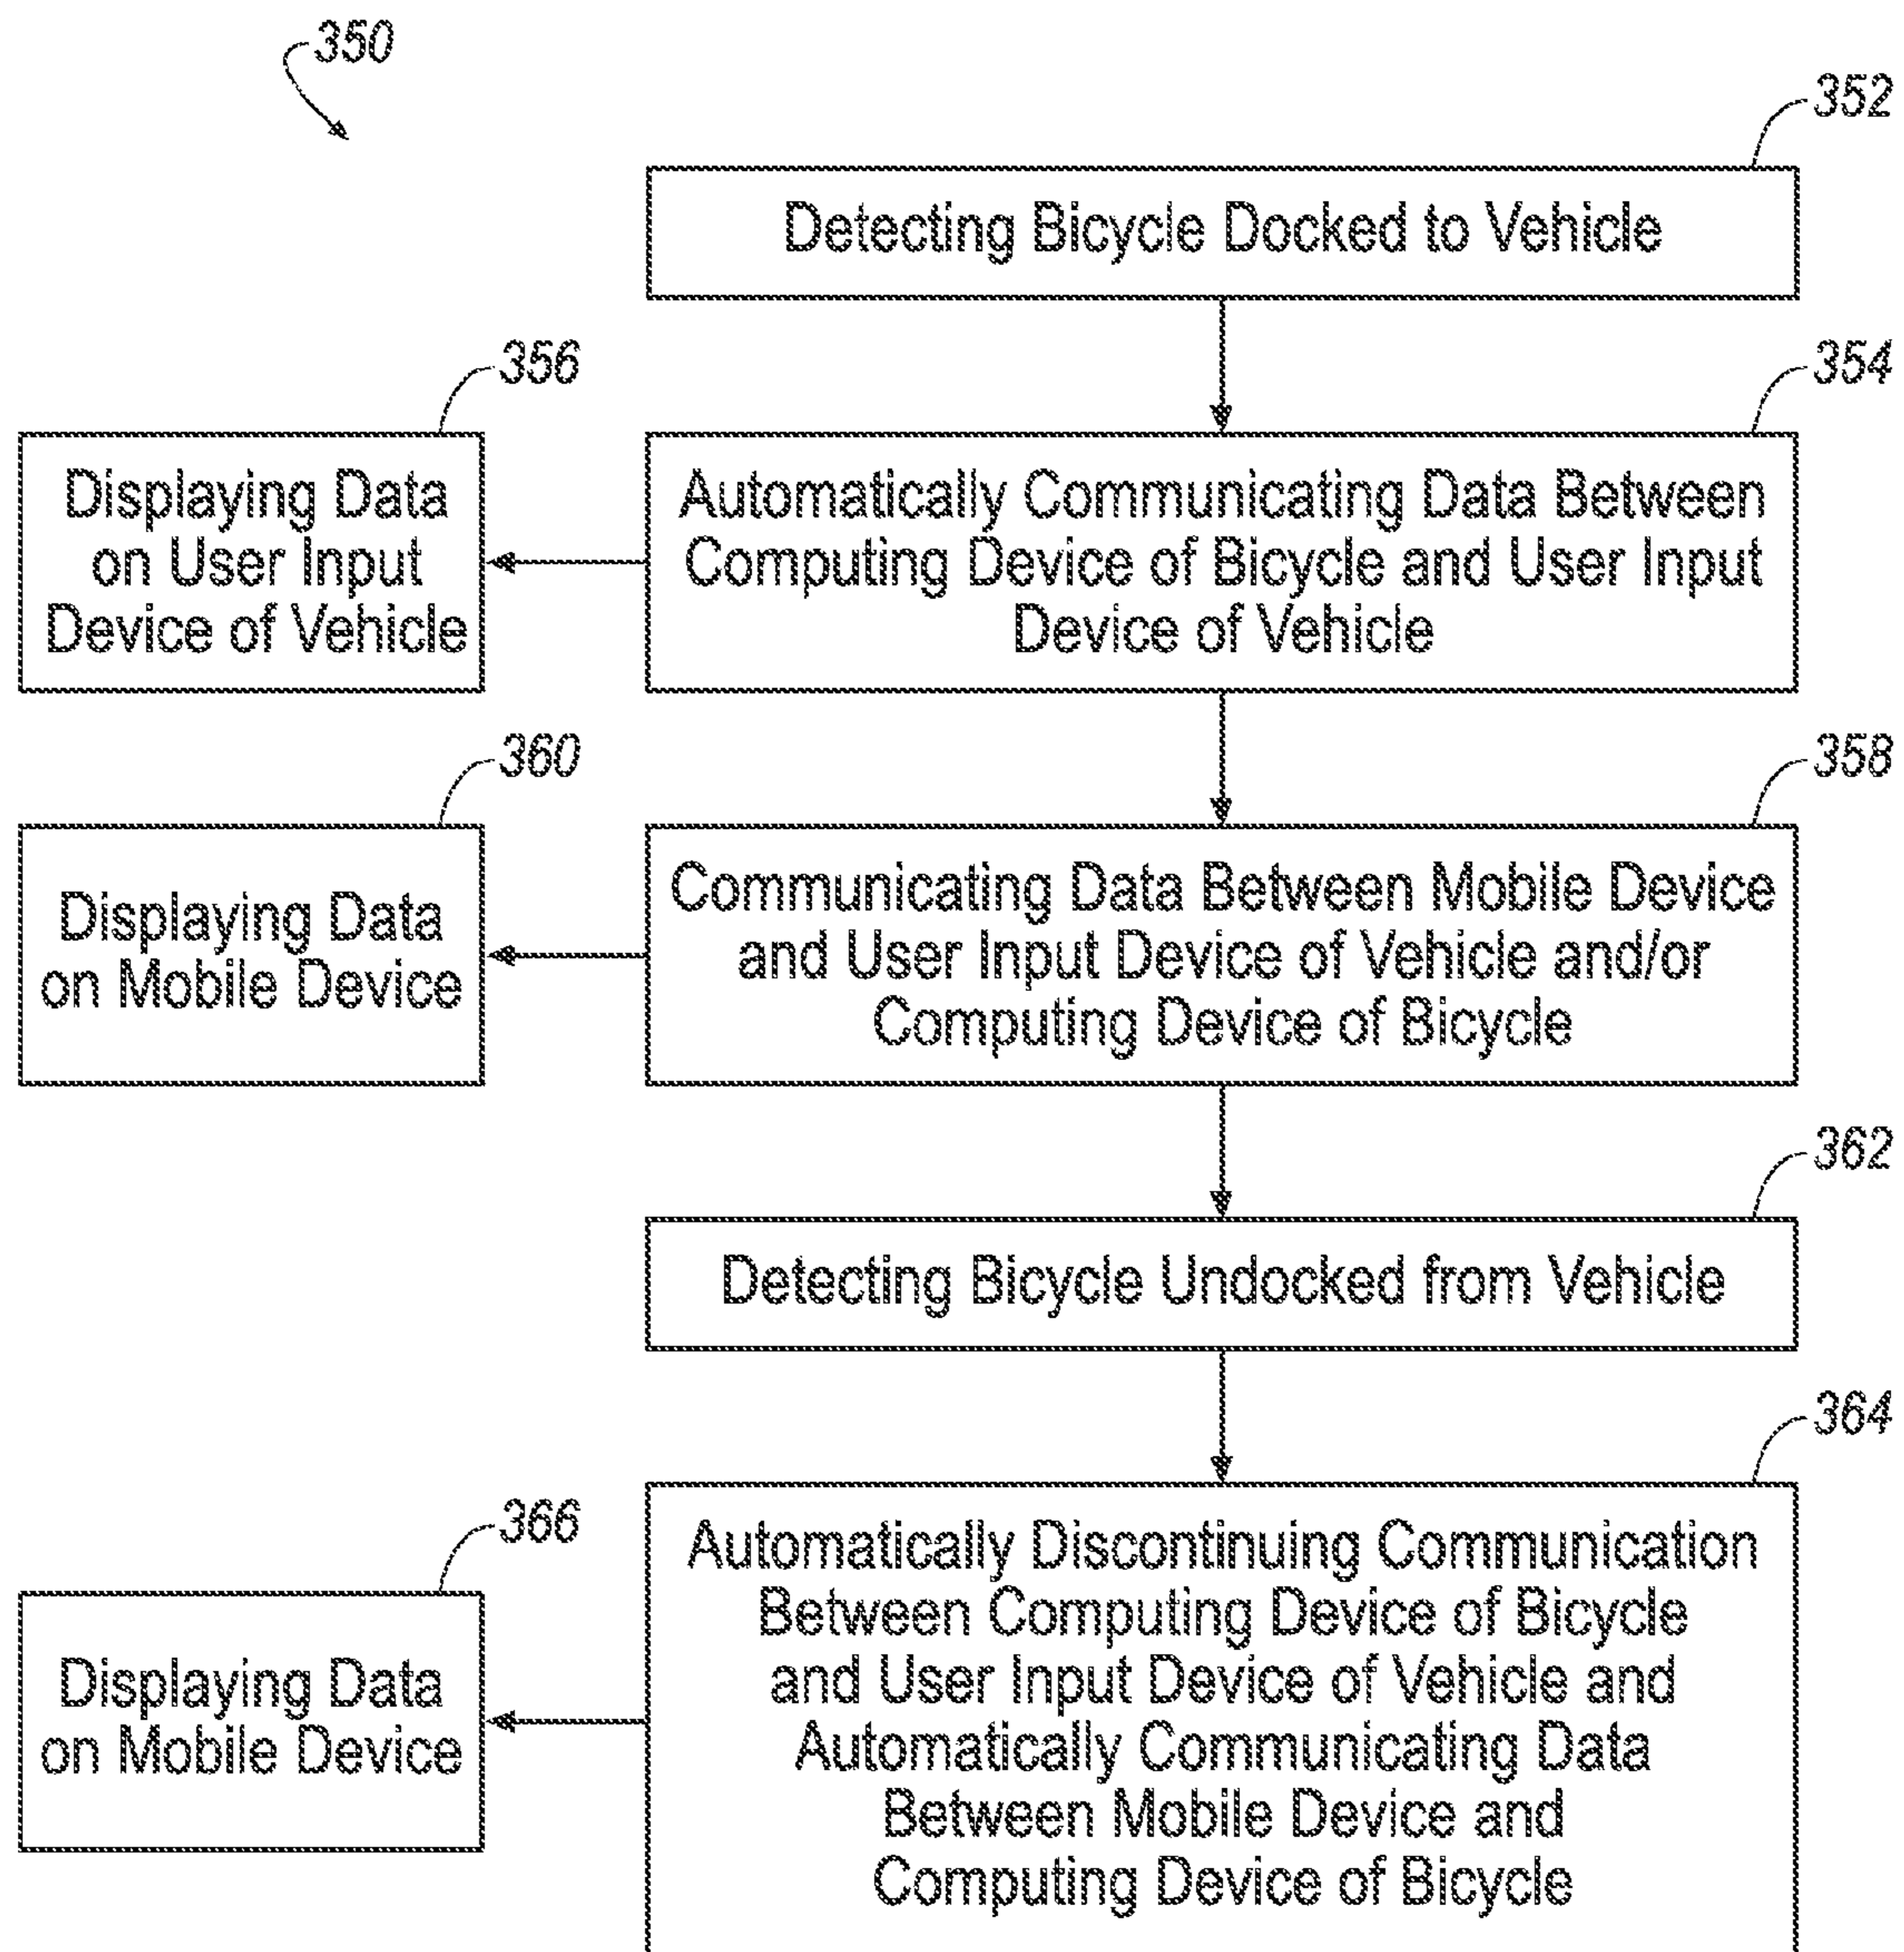 350
352
Detecting Bicycle Docked to Vehicle
356
354
Displaying Data
on User Input
Device of Vehicle
Automatically Communicating Data Between
Computing Device of Bicycle and User Input
Device of Vehicle
360
358
Displaying Data
on Mobile Device
Communicating Data Between Mobile Device
and User Input Device of Vehicle and/or
Computing Device of Bicycle
362
Detecting Bicycle Undocked from Vehicle
364
366
Displaying Data
on Mobile Device
Automatically Discontinuing Communication
Between Computing Device of Bicycle
and User Input Device of Vehicle and
Automatically Communicating Data
Between Mobile Device and
Computing Device of Bicycle